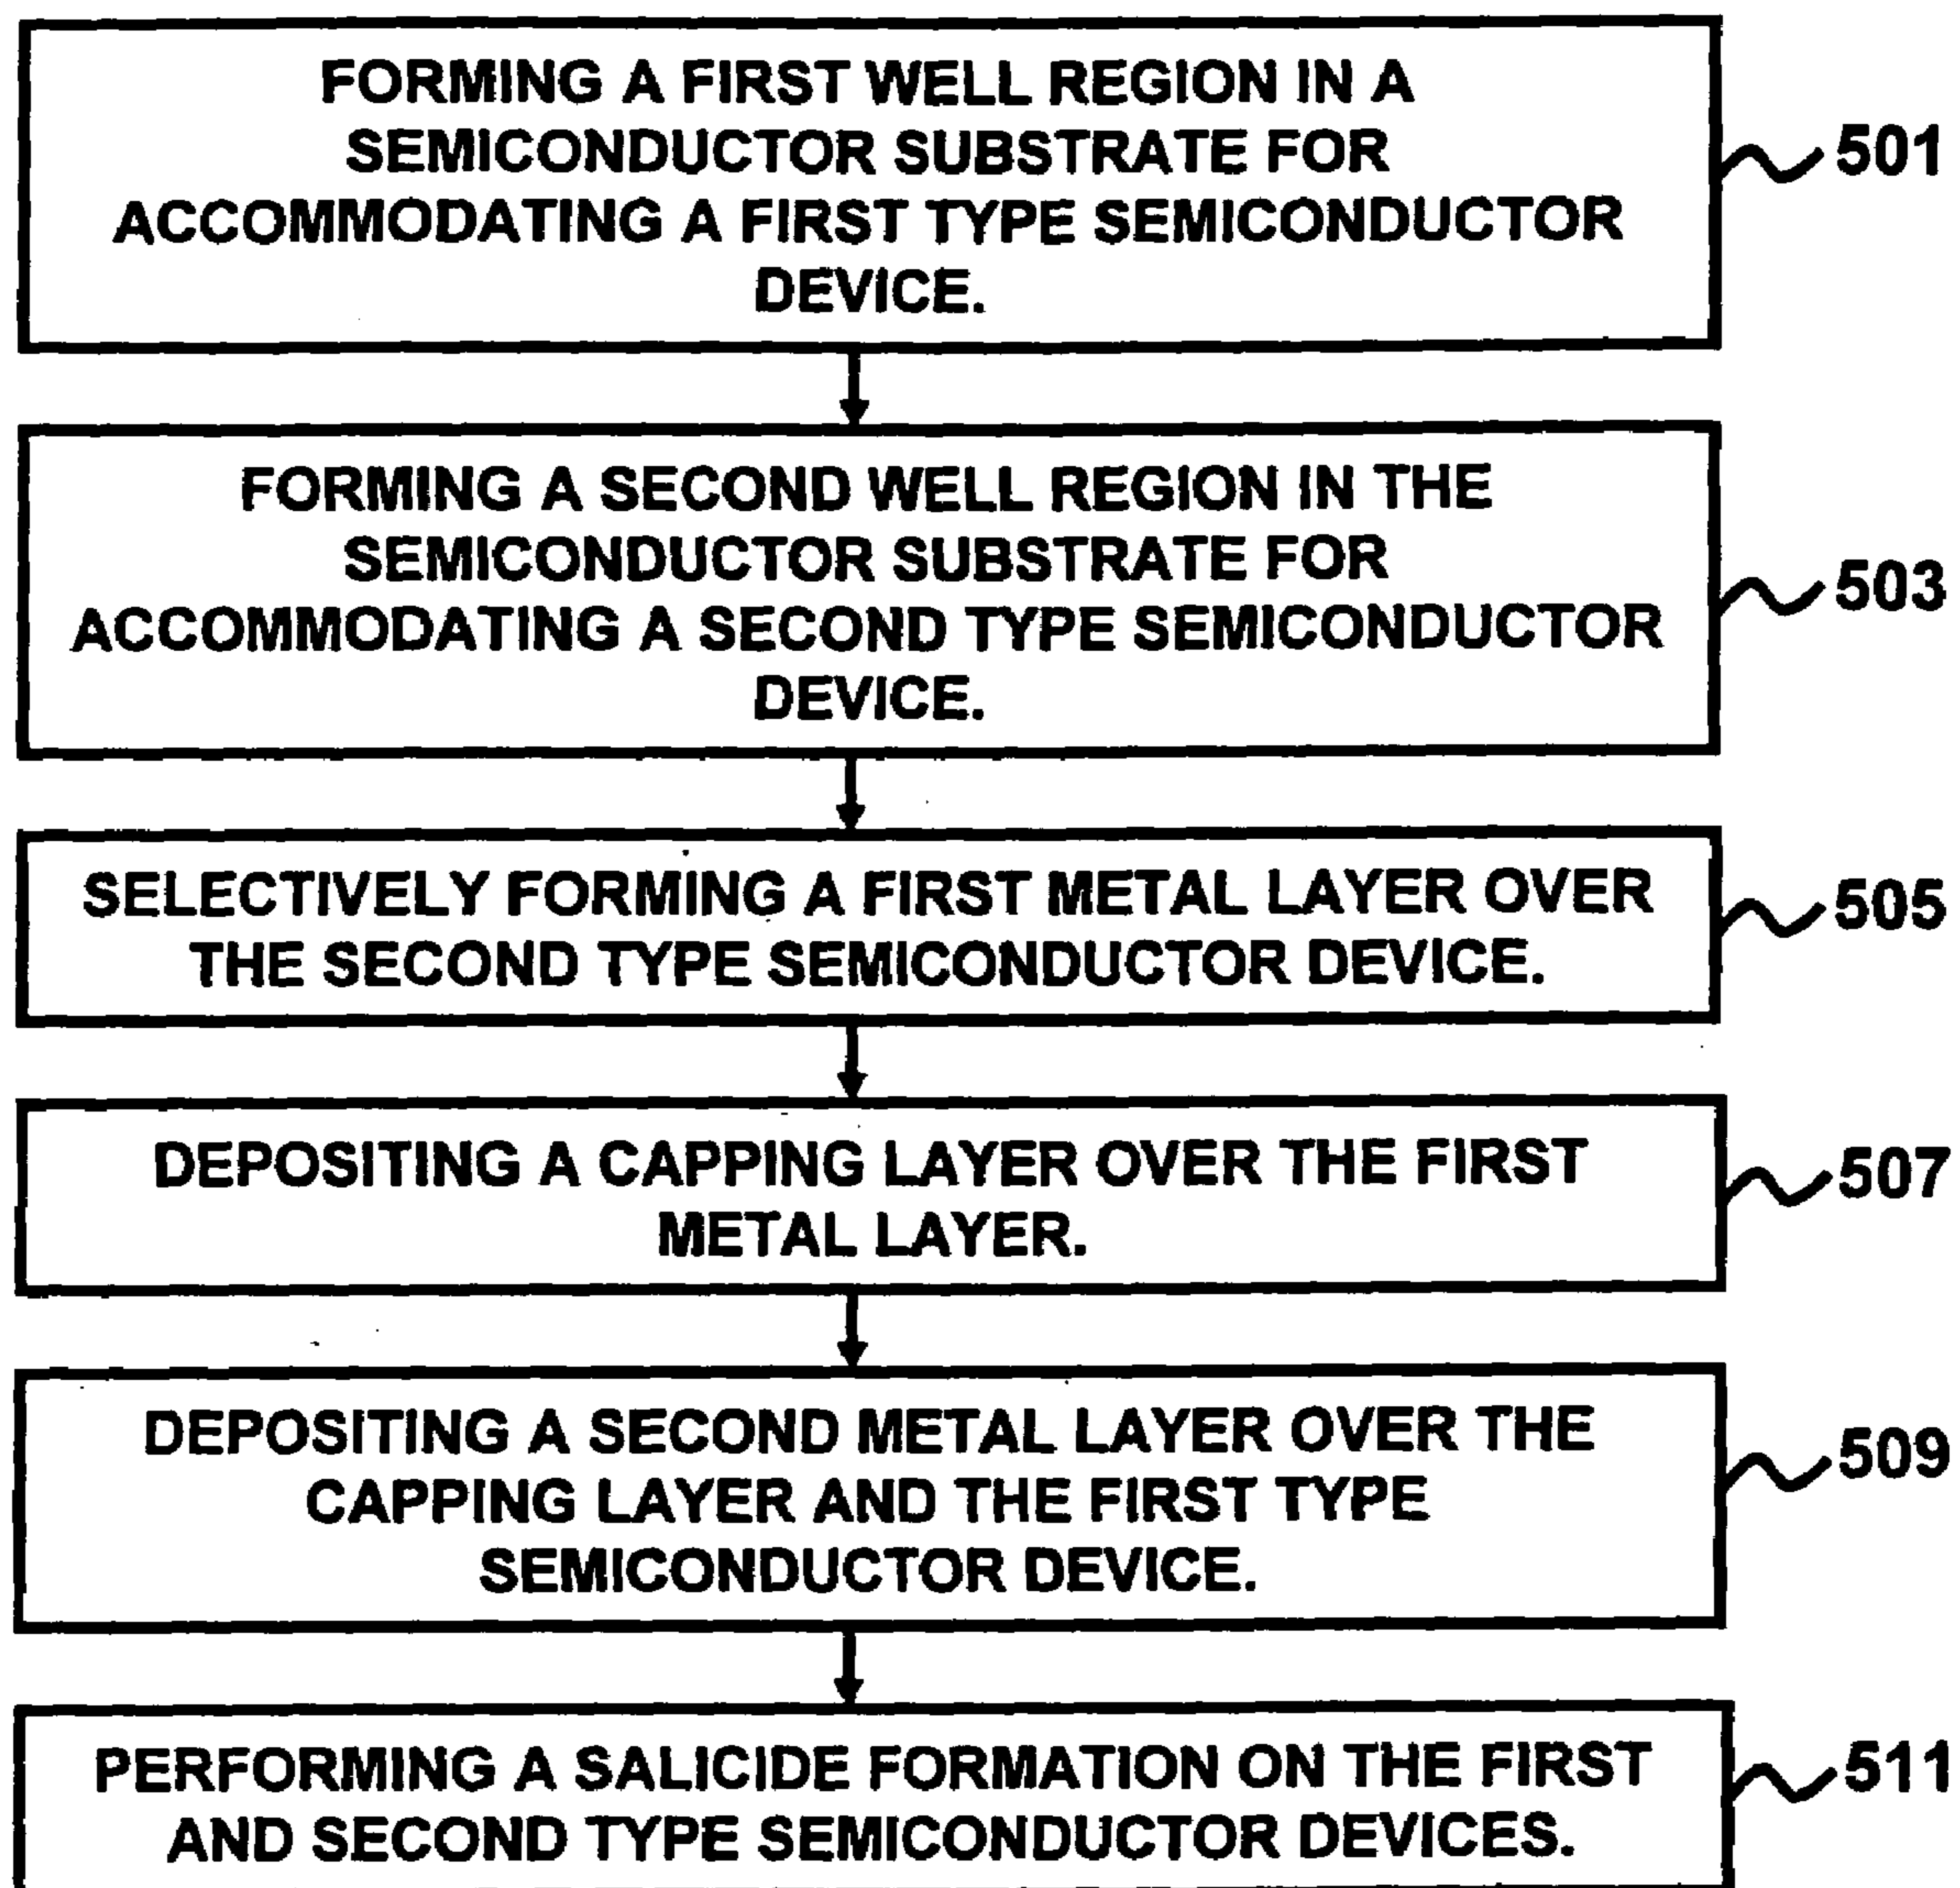 FORMING A FIRST WELL REGION IN A
SEMICONDUCTOR SUBSTRATE FOR
ACCOMMODATING A FIRST TYPE SEMICONDUCTOR
DEVICE.
501
FORMING A SECOND WELL REGION IN THE
SEMICONDUCTOR SUBSTRATE FOR
ACCOMMODATING A SECOND TYPE SEMICONDUCTOR
DEVICE.
503
SELECTIVELY FORMING A FIRST METAL LAYER OVER
THE SECOND TYPE SEMICONDUCTOR DEVICE.
505
DEPOSITING A CAPPING LAYER OVER THE FIRST
METAL LAYER.
507
DEPOSITING A SECOND METAL LAYER OVER THE
CAPPING LAYER AND THE FIRST TYPE
SEMICONDUCTOR DEVICE.
509
PERFORMING A SALICIDE FORMATION ON THE FIRST
AND SECOND TYPE SEMICONDUCTOR DEVICES.
511